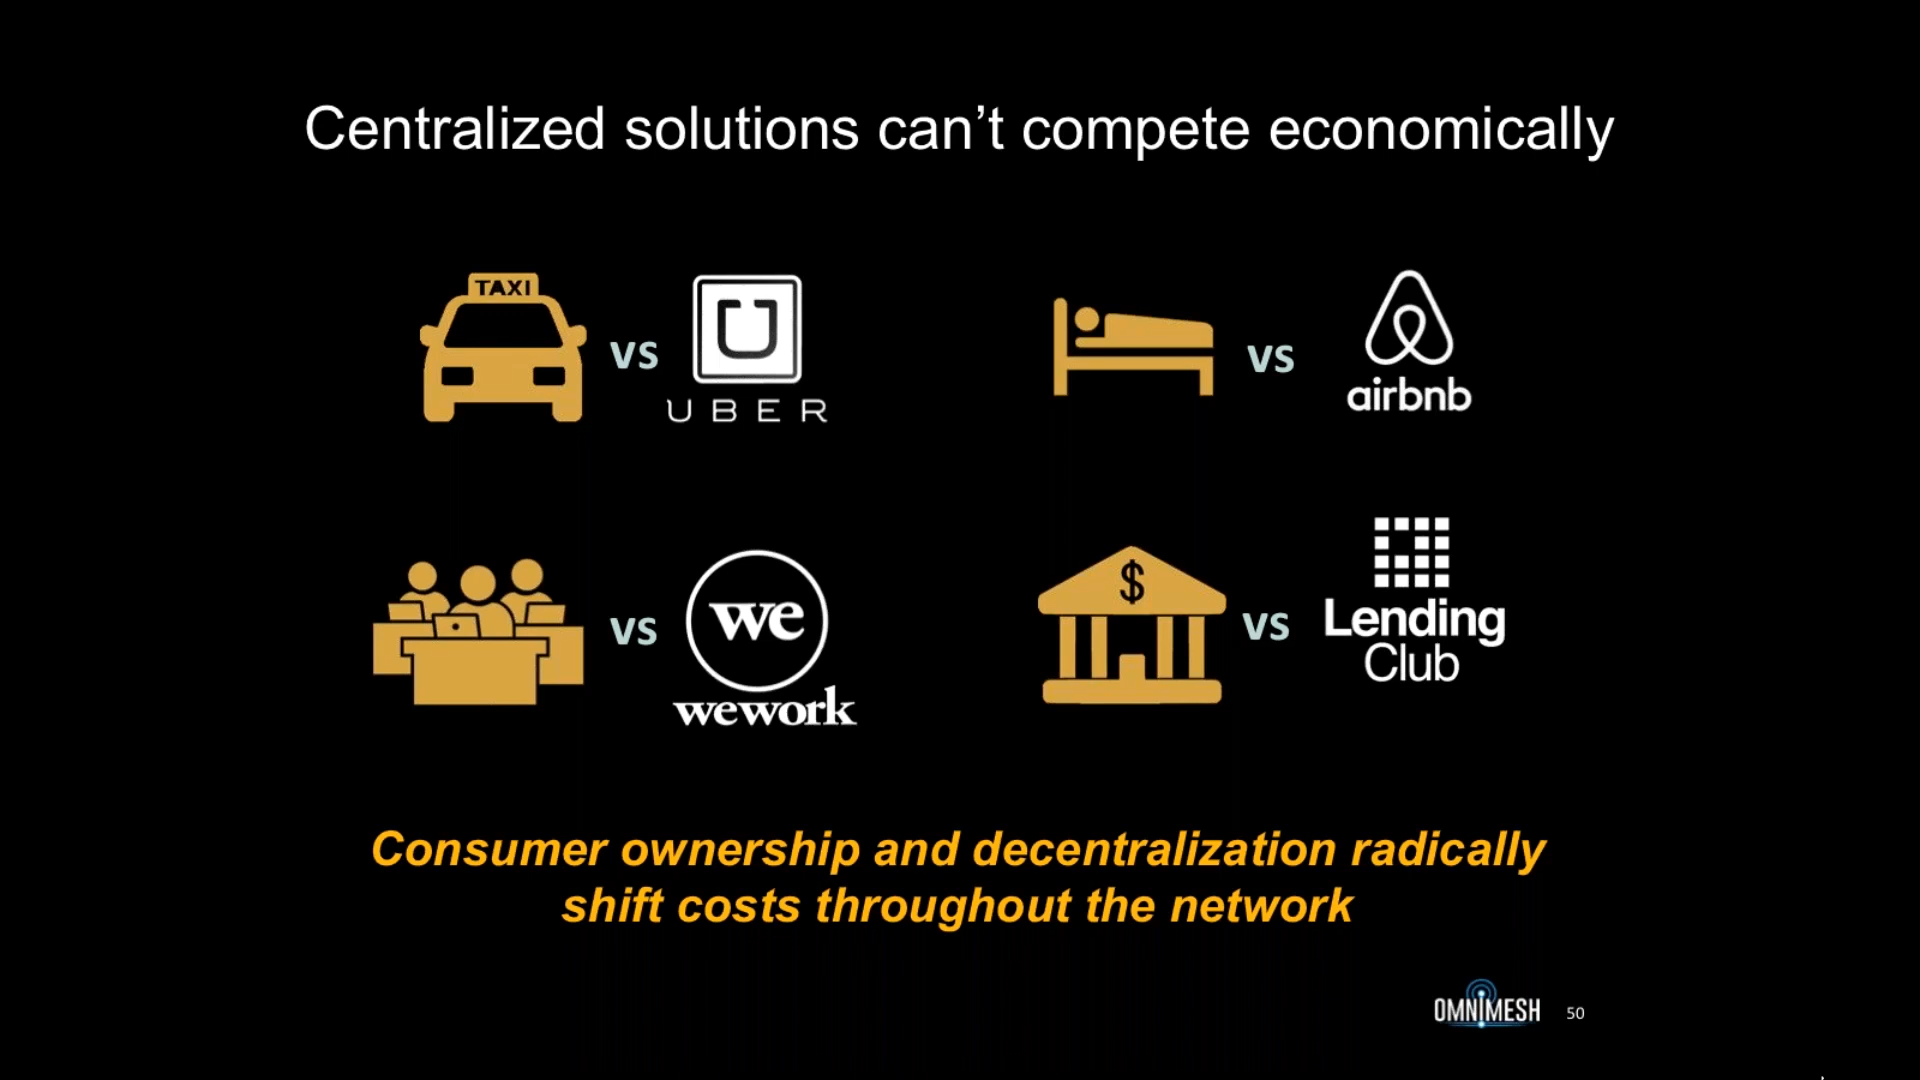 Centralized solutions can’t compete economically
TAXI
vs
UBER
vs
airbnb
vs
we
wework
$
vs
Lending
Club
Consumer ownership and decentralization radically
shift costs throughout the network
OMNIMESH
50